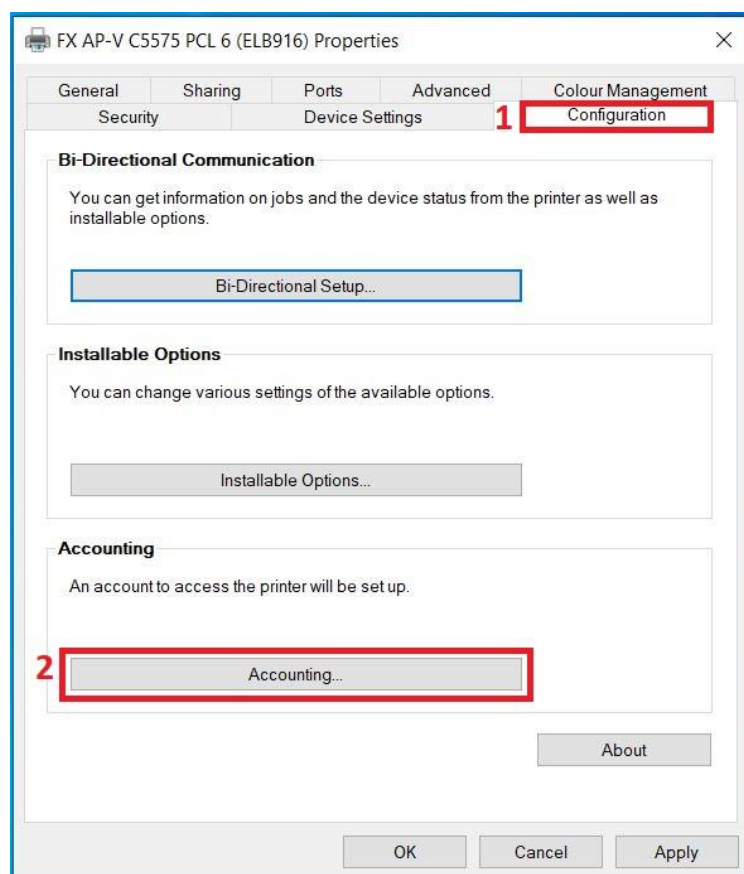 FX AP-V C5575 PCL 6 (ELB916) Properties
General Sharing Ports Advanced Colour Management
Security Device Settings 1 Configuration
Bi-Directional Communication
You can get information on jobs and the device status from the printer as well as
installable options.
Bi-Directional Setup...
Installable Options
You can change various settings of the available options.
Installable Options...
Accounting
An account to access the printer will be set up.
2 Accounting...
About
OK Cancel Apply